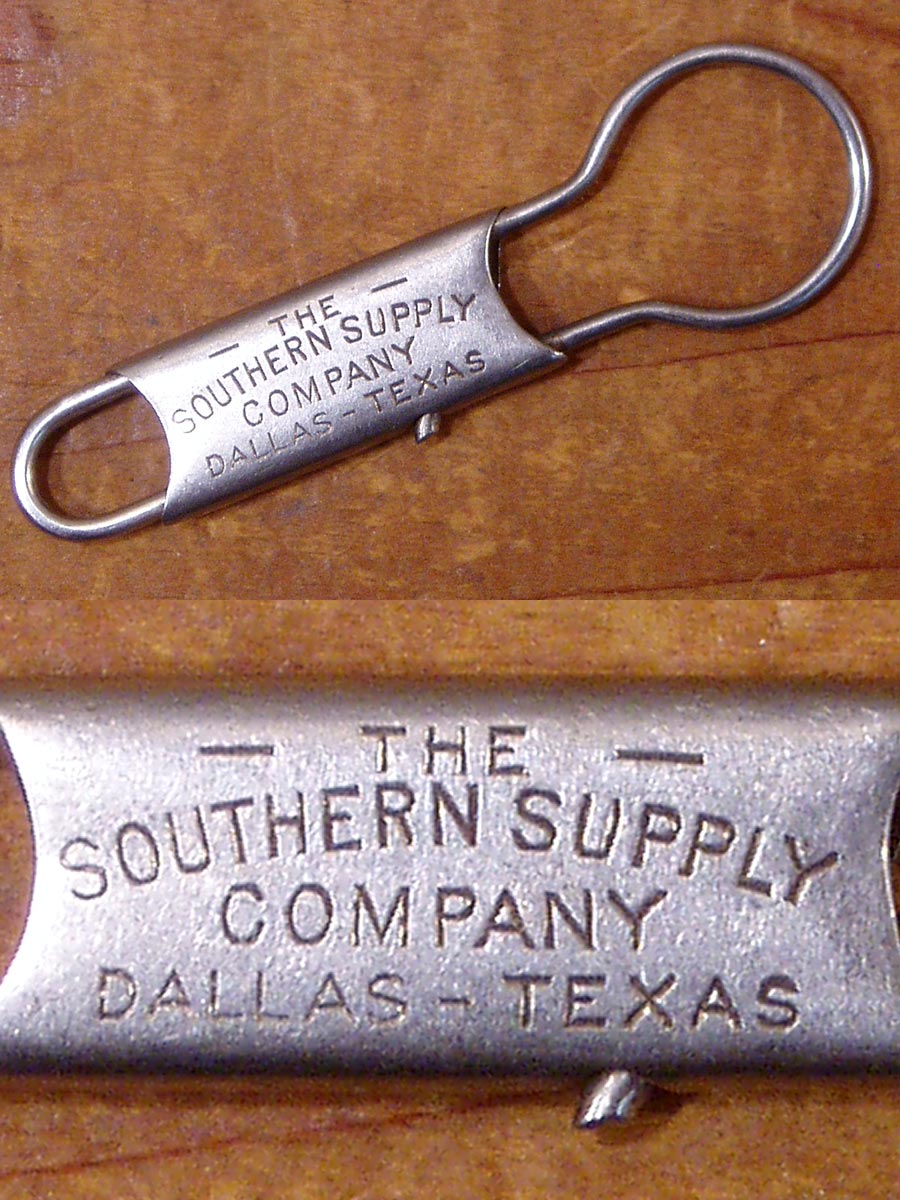 — THE —
SOUTHERN SUPPLY
COMPANY
DALLAS - TEXAS
— THE —
SOUTHERN SUPPLY
COMPANY
DALLAS - TEXAS